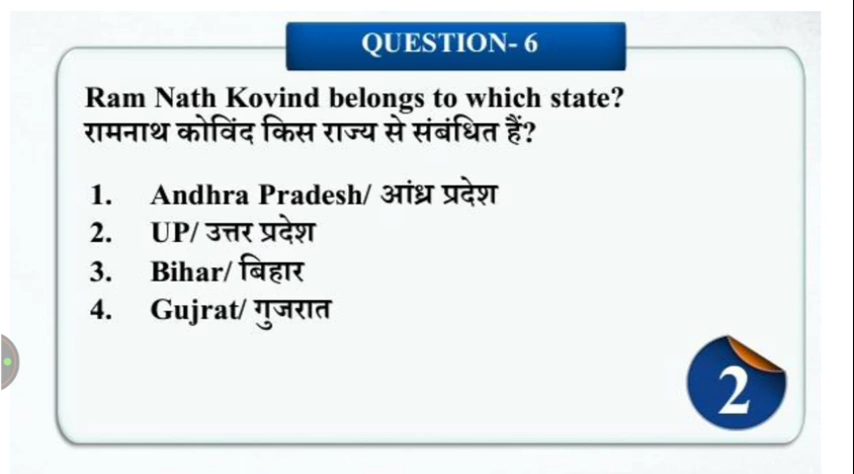 QUESTION- 6
Ram Nath Kovind belongs to which state?
रामनाथ कोविंद किस राज्य से संबंधित हैं?
1. Andhra Pradesh/ आंध्र प्रदेश
2. UP/ उत्तर प्रदेश
3. Bihar/ बिहार
4. Gujrat/ गुजरात
2